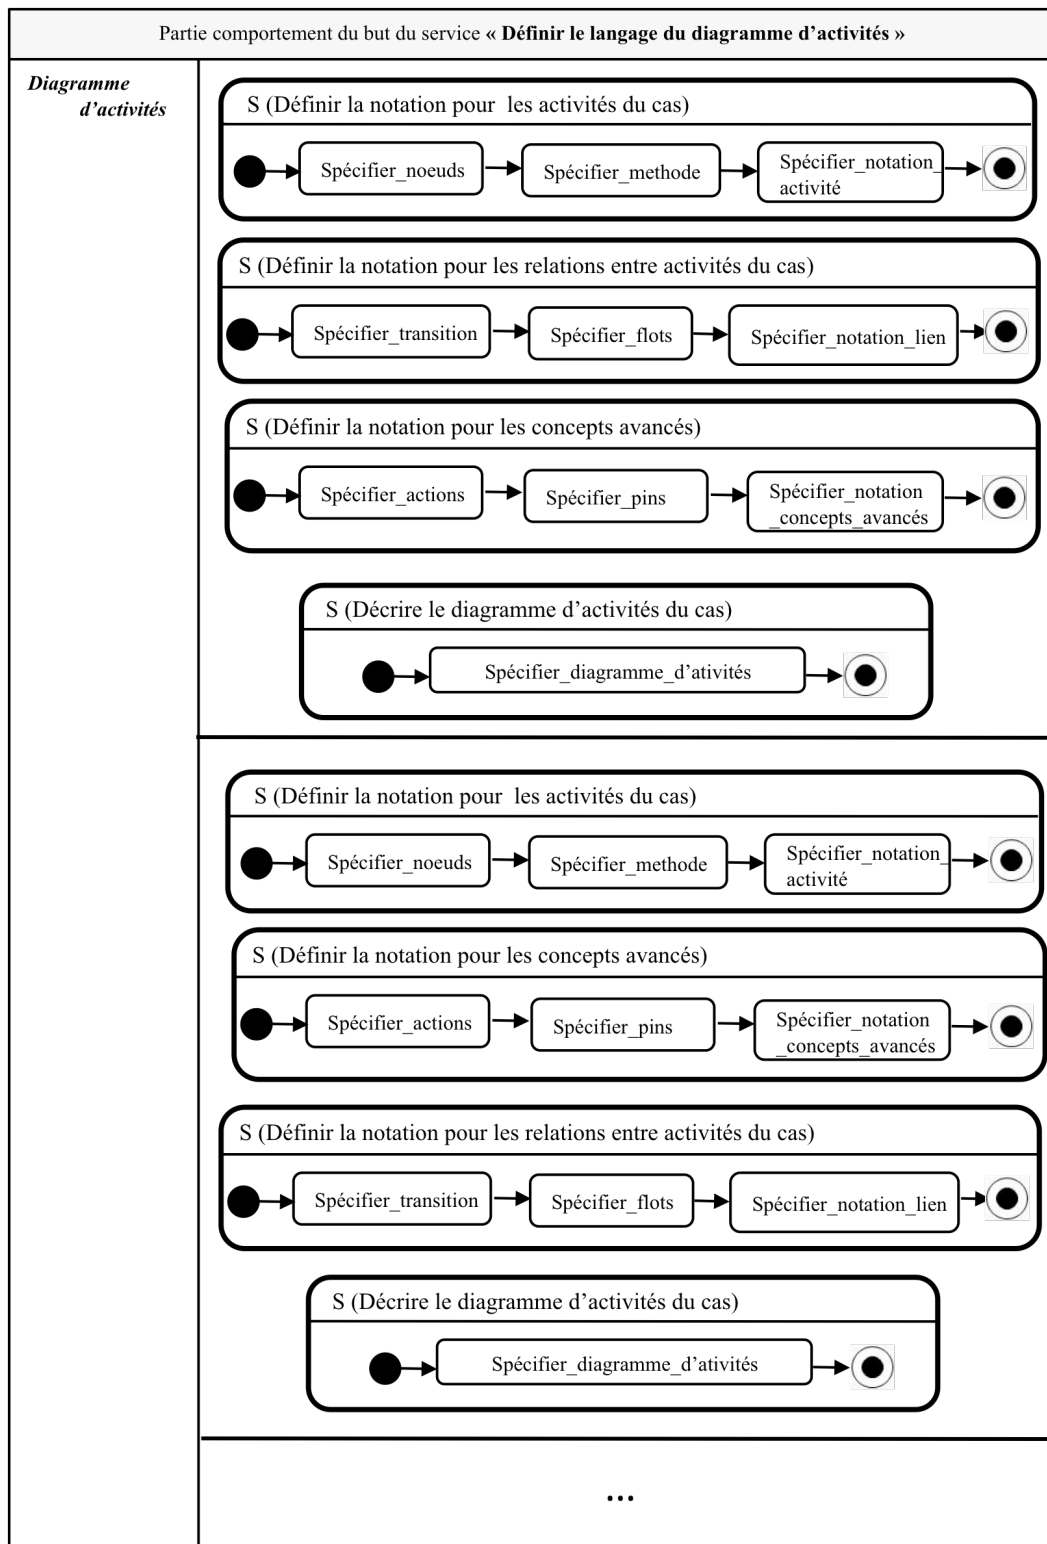 Partie comportement du but du service « Définir le langage du diagramme d’activités »
Diagramme
d’activités
S (Définir la notation pour les activités du cas)
Spécifier_noeuds
Spécifier_methode
Spécifier_notation_
activité
S (Définir la notation pour les relations entre activités du cas)
Spécifier_transition
Spécifier_flots
Spécifier_notation_lien
S (Définir la notation pour les concepts avancés)
Spécifier_actions
Spécifier_pins
Spécifier_notation
_concepts_avancés
S (Décrire le diagramme d’activités du cas)
Spécifier_diagramme_d’ativités
S (Définir la notation pour les activités du cas)
Spécifier_noeuds
Spécifier_methode
Spécifier_notation_
activité
S (Définir la notation pour les concepts avancés)
Spécifier_actions
Spécifier_pins
Spécifier_notation
_concepts_avancés
S (Définir la notation pour les relations entre activités du cas)
Spécifier_transition
Spécifier_flots
Spécifier_notation_lien
S (Décrire le diagramme d’activités du cas)
Spécifier_diagramme_d’ativités
...